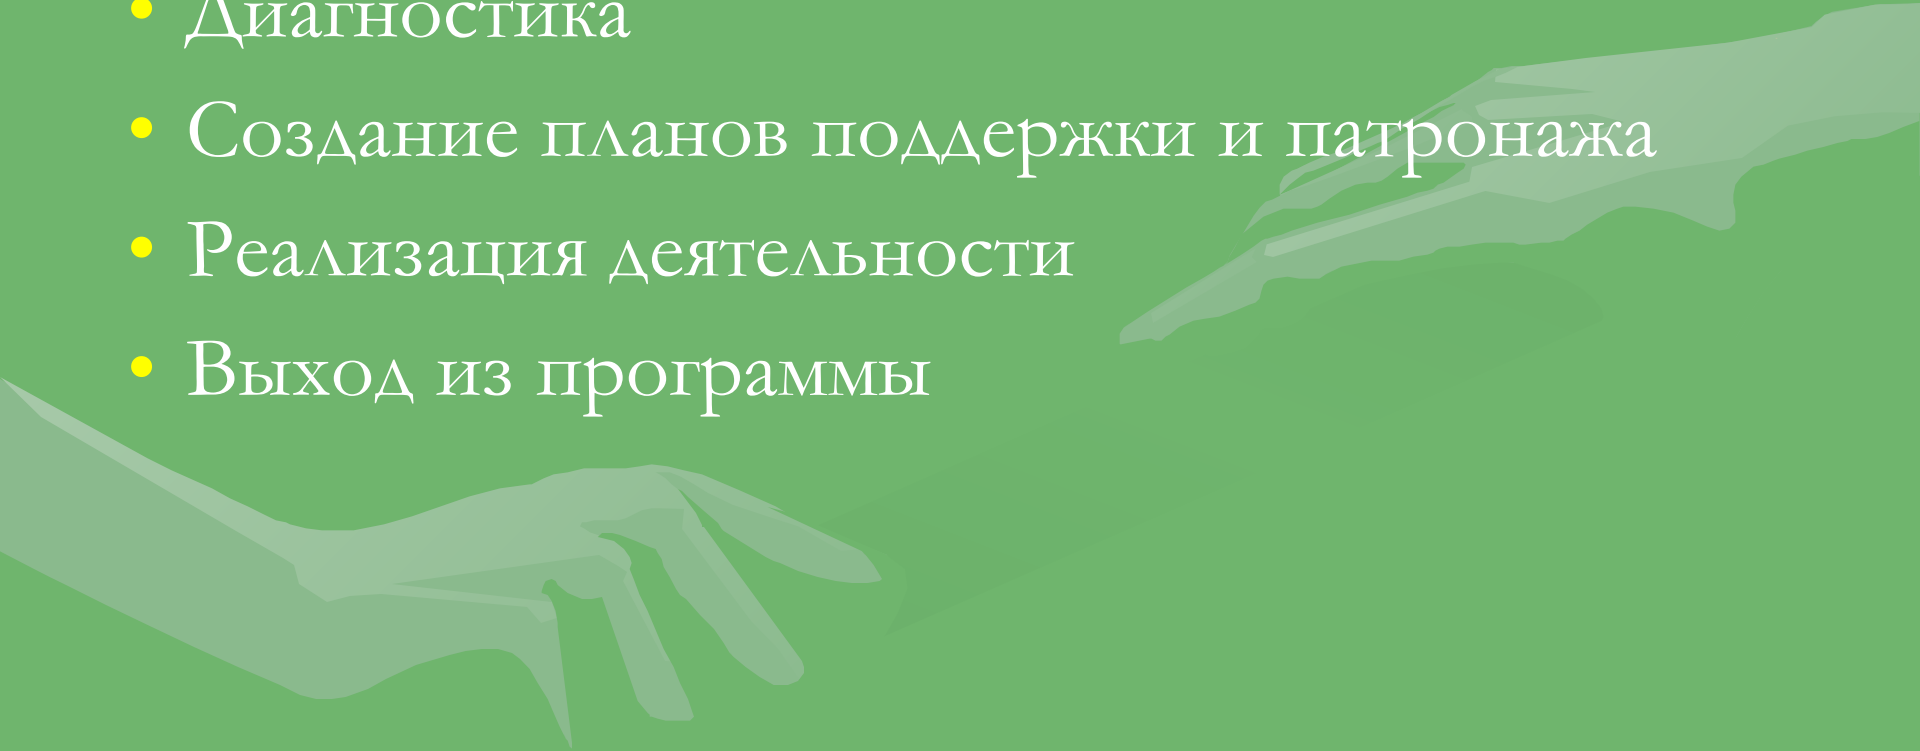 • Диагностика
• Создание планов поддержки и патронажа
• Реализация деятельности
• Выход из программы